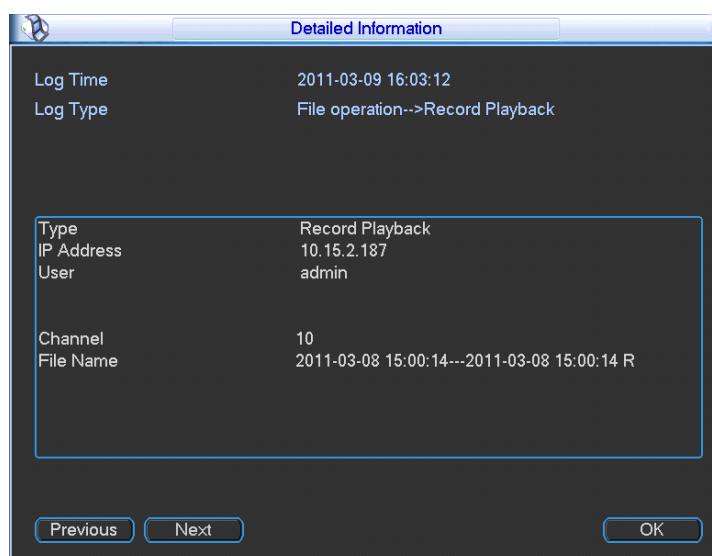 Detailed Information
Log Time 2011-03-09 16:03:12
Log Type File operation-->Record Playback
Type Record Playback
IP Address 10.15.2.187
User admin
Channel 10
File Name 2011-03-08 15:00:14---2011-03-08 15:00:14 R
Previous Next OK